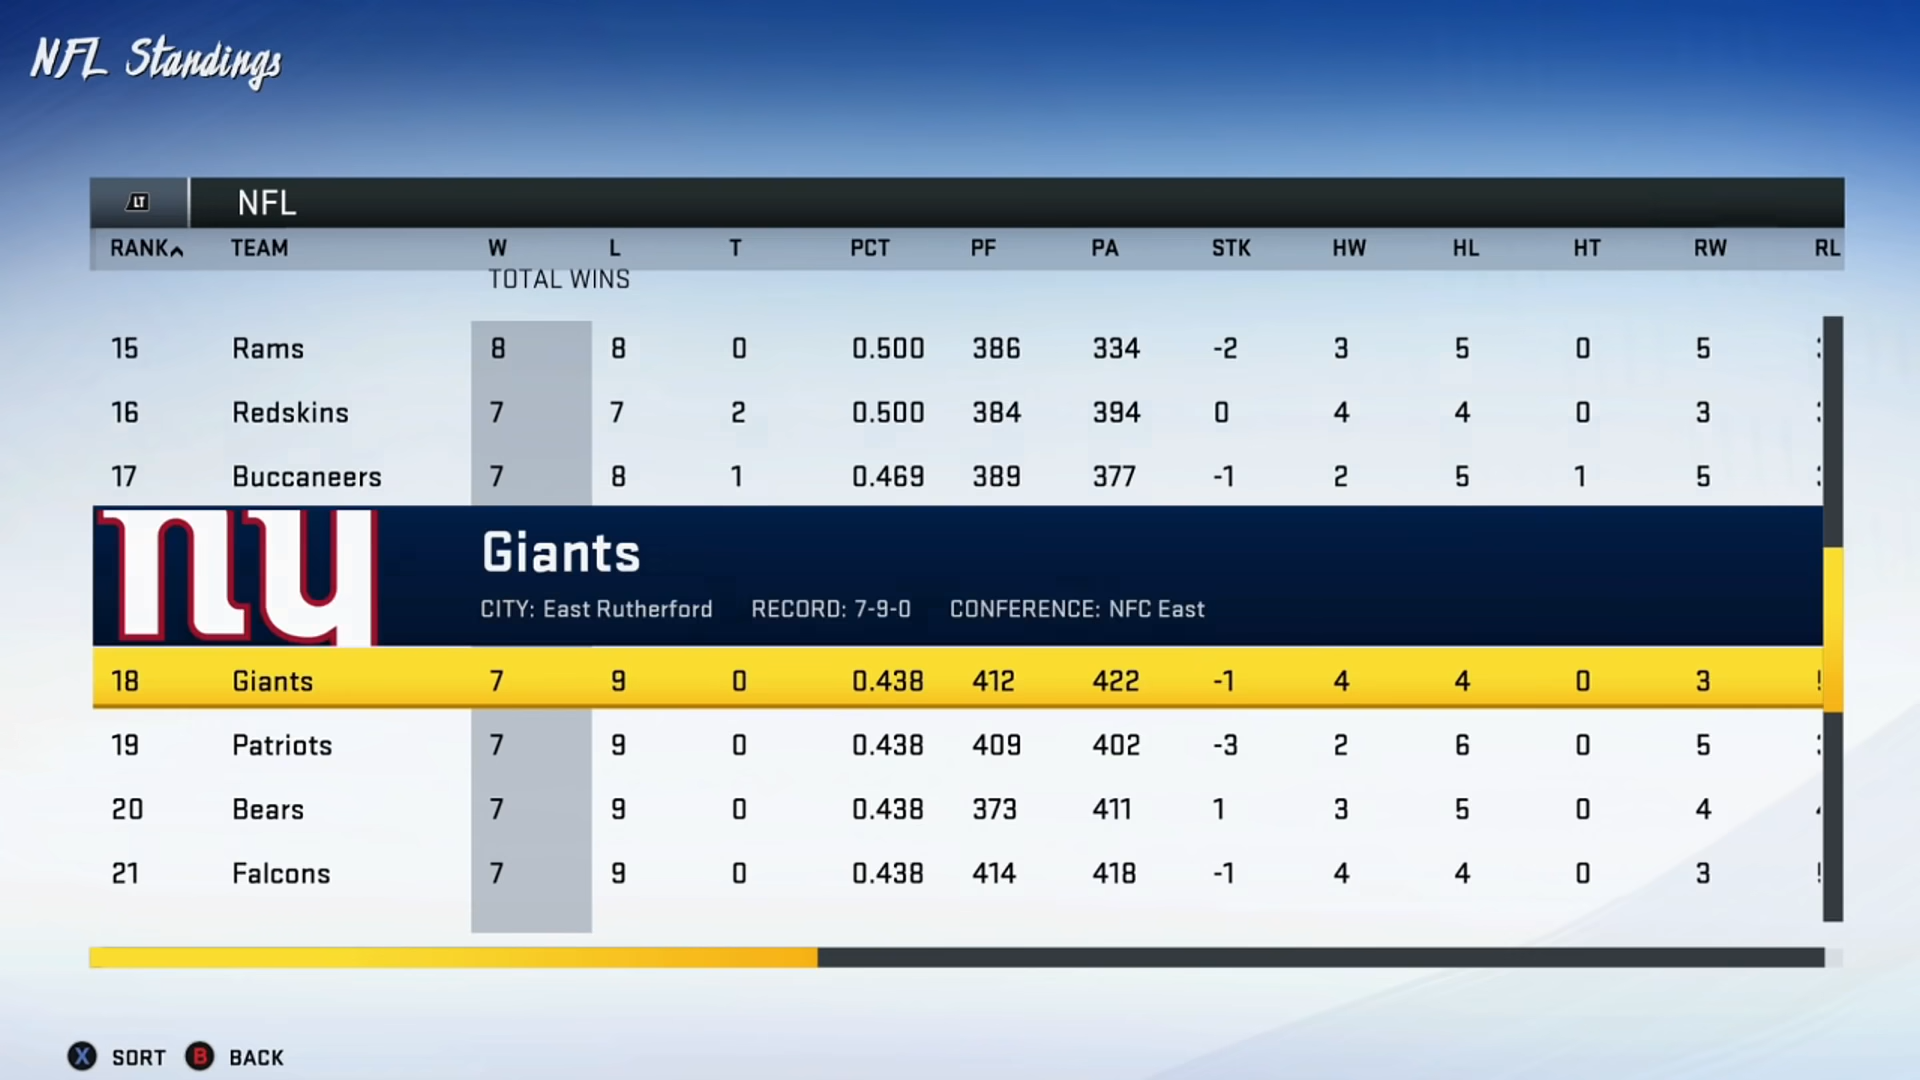 NFL Standings
LT NFL
RANK TEAM W L T PCT PF PA STK HW HL HT RW RL
TOTAL WINS
15 Rams 8 8 0 0.500 386 334 -2 3 5 0 5
16 Redskins 7 7 2 0.500 384 394 0 4 4 0 3
17 Buccaneers 7 8 1 0.469 389 377 -1 2 5 1 5
ny
Giants
CITY: East Rutherford RECORD: 7-9-0 CONFERENCE: NFC East
18 Giants 7 9 0 0.438 412 422 -1 4 4 0 3
19 Patriots 7 9 0 0.438 409 402 -3 2 6 0 5
20 Bears 7 9 0 0.438 373 411 1 3 5 0 4
21 Falcons 7 9 0 0.438 414 418 -1 4 4 0 3
X SORT B BACK